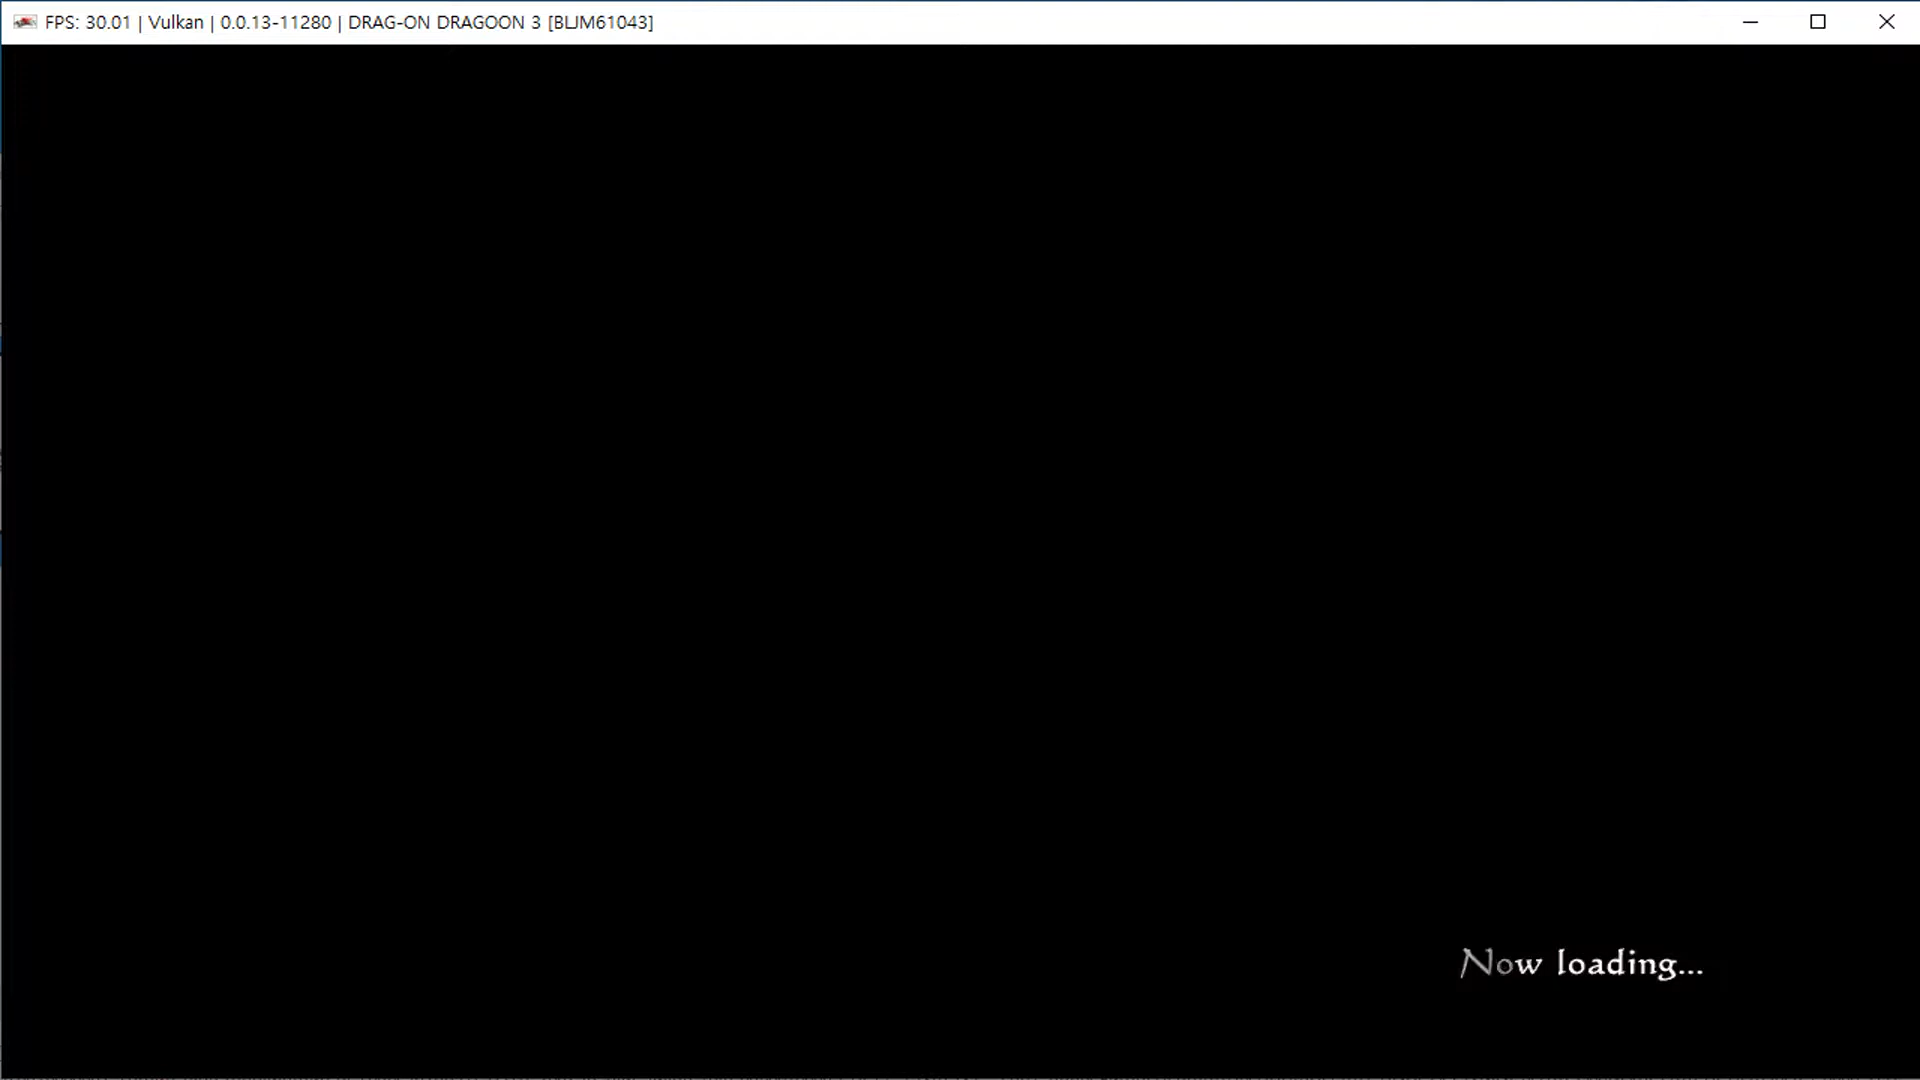 FPS: 30.01 | Vulkan | 0.0.13-11280 | DRAG-ON DRAGOON 3 [BLJM61043]
Now loading...